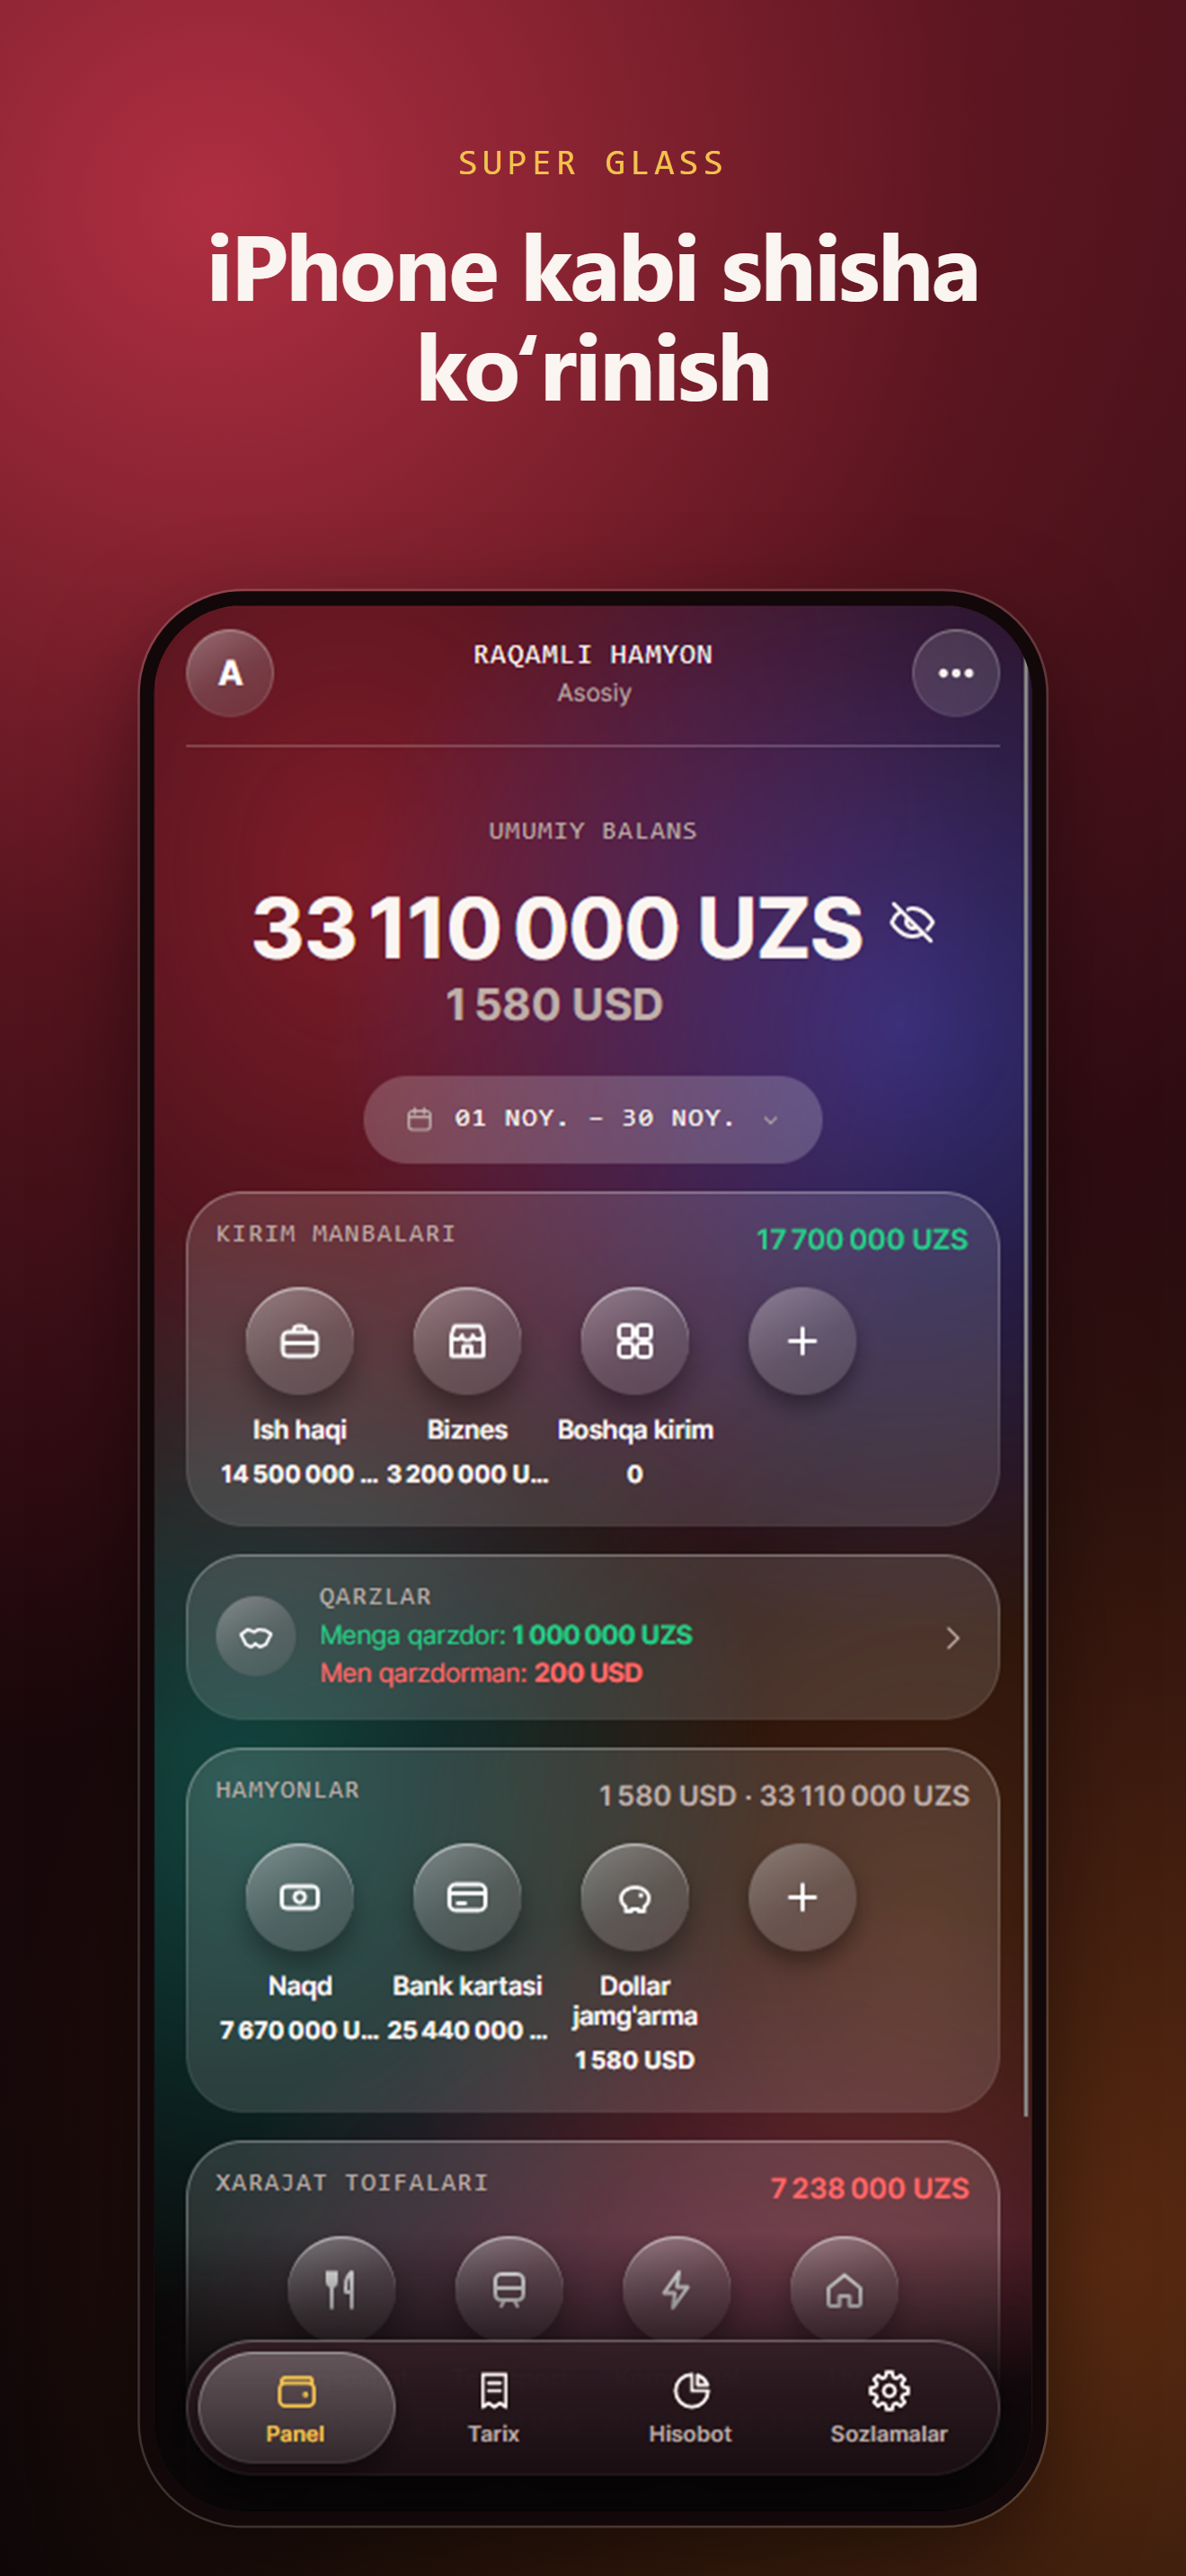 SUPER GLASS
iPhone kabi shisha
ko‘rinish
A
RAQAMLI HAMYON
Asosiy
UMUMIY BALANS
33 110 000 UZS
1 580 USD
01 NOY. – 30 NOY.
KIRIM MANBALARI
17 700 000 UZS
Ish haqi
Biznes
Boshqa kirim
14 500 000 ...
3 200 000 U...
0
QARZLAR
Menga qarzdor: 1 000 000 UZS
Men qarzdorman: 200 USD
HAMYONLAR
1 580 USD · 33 110 000 UZS
Naqd
Bank kartasi
Dollar
jamg'arma
7 670 000 U...
25 440 000 ...
1 580 USD
XARAJAT TOIFALARI
7 238 000 UZS
Panel
Tarix
Hisobot
Sozlamalar